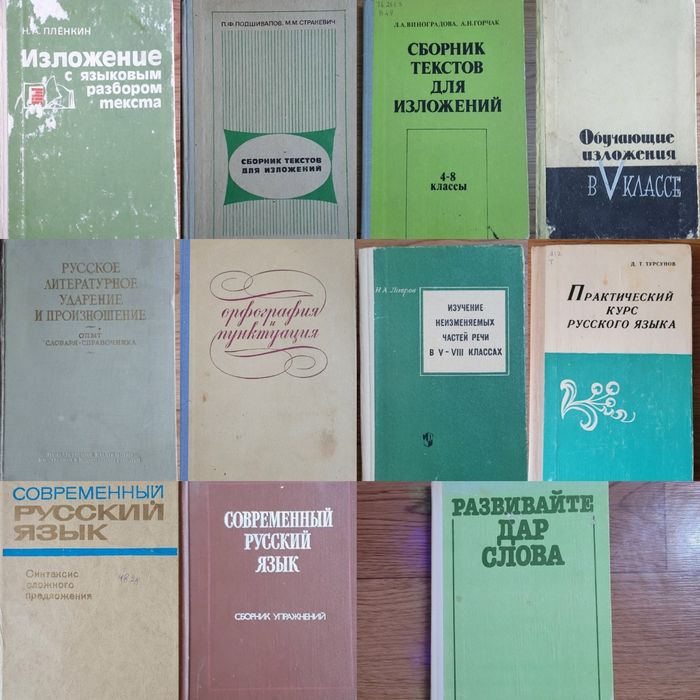 Н.С. ПЛЁНКИН
Изложение
с языковым
разбором
текста
П.Ф. ПОДШИВАЛОВ, М.М. СТРАКЕВИЧ
СБОРНИК ТЕКСТОВ
ДЛЯ ИЗЛОЖЕНИЙ
Л.А. ВИНОГРАДОВА, А.Н. ГОРЧАК
СБОРНИК
ТЕКСТОВ
ДЛЯ
ИЗЛОЖЕНИЙ
4-8
КЛАССЫ
Обучающие
изложения
в V классе
РУССКОЕ
ЛИТЕРАТУРНОЕ
УДАРЕНИЕ
И ПРОИЗНОШЕНИЕ
ОПЫТ
СЛОВАРЯ-СПРАВОЧНИКА
орфография
и
пунктуация
ИЗУЧЕНИЕ
НЕИЗМЕНЯЕМЫХ
ЧАСТЕЙ РЕЧИ
В V–VIII КЛАССАХ
Д. Т. ТУРСУНОВ
ПРАКТИЧЕСКИЙ
КУРС
РУССКОГО ЯЗЫКА
СОВРЕМЕННЫЙ
РУССКИЙ
ЯЗЫК
Синтаксис
сложного
предложения
СОВРЕМЕННЫЙ
РУССКИЙ
ЯЗЫК
СБОРНИК УПРАЖНЕНИЙ
РАЗВИВАЙТЕ
ДАР
СЛОВА